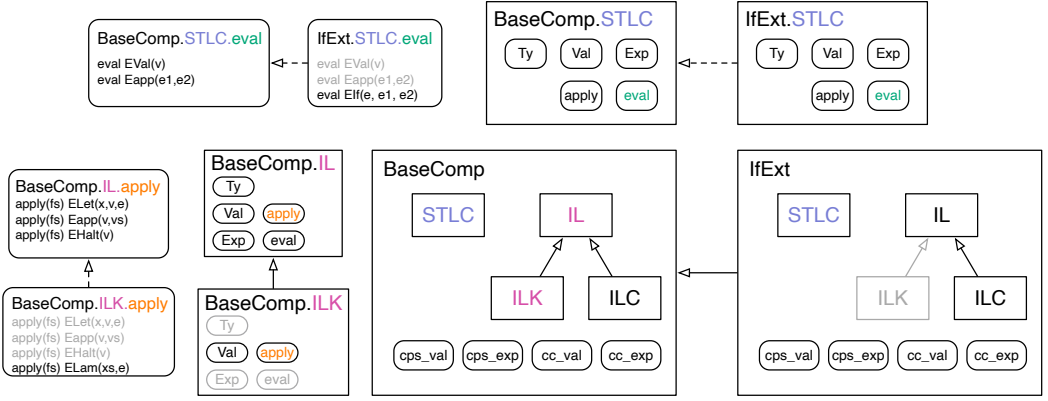 BaseComp.STLC.eval
eval EVal(v)
eval Eapp(e1,e2)
IfExt.STLC.eval
eval EVal(v)
eval Eapp(e1,e2)
eval EIf(e, e1, e2)
BaseComp.STLC
Ty Val Exp
apply eval
IfExt.STLC
Ty Val Exp
apply eval
BaseComp.IL.apply
apply(fs) ELet(x,v,e)
apply(fs) Eapp(v,vs)
apply(fs) EHalt(v)
BaseComp.ILK.apply
apply(fs) ELet(x,v,e)
apply(fs) Eapp(v,vs)
apply(fs) EHalt(v)
apply(fs) ELam(xs,e)
BaseComp.IL
Ty
Val apply
Exp eval
BaseComp.ILK
Ty
Val apply
Exp eval
BaseComp
STLC IL
ILK ILC
cps_val cps_exp cc_val cc_exp
IfExt
STLC IL
ILK ILC
cps_val cps_exp cc_val cc_exp